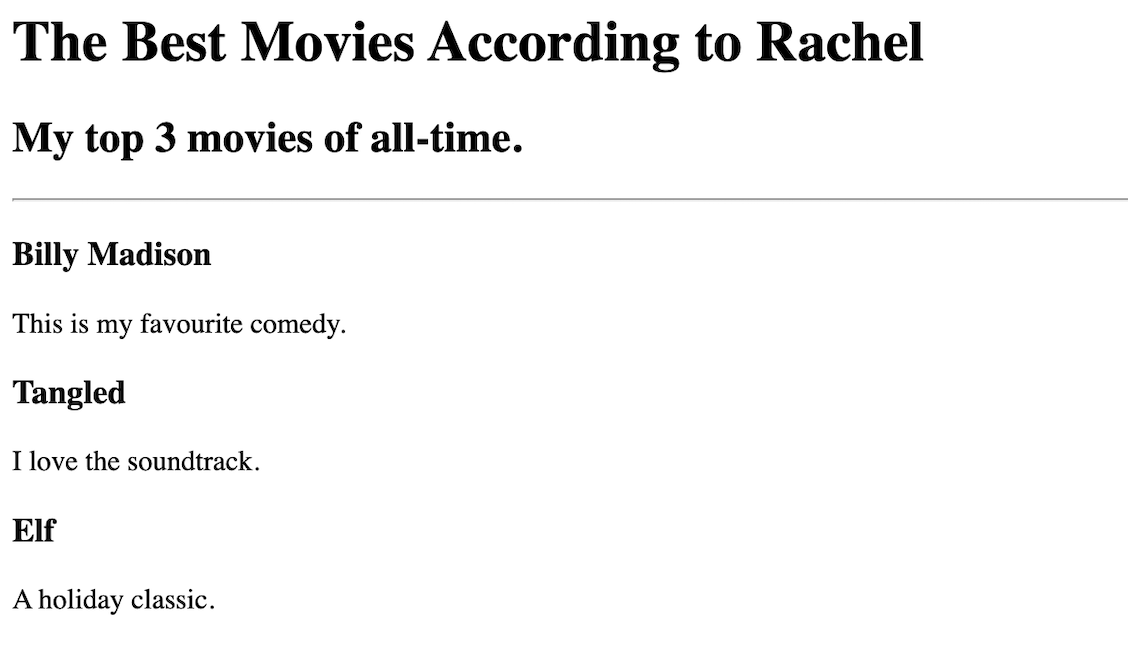 The Best Movies According to Rachel
My top 3 movies of all-time.
Billy Madison
This is my favourite comedy.
Tangled
I love the soundtrack.
Elf
A holiday classic.